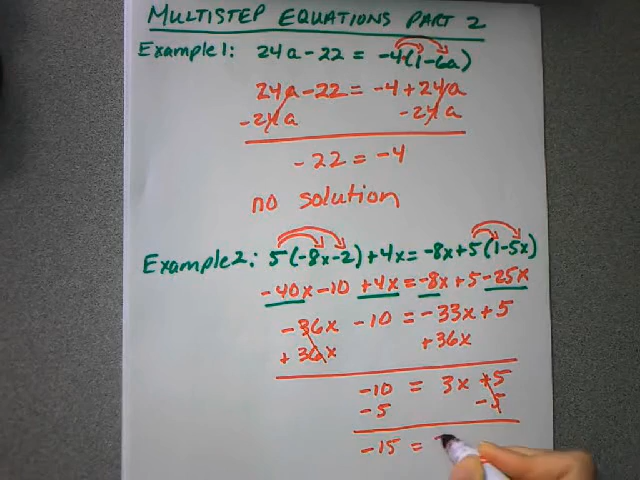 MULTISTEP EQUATIONS PART 2
Example 1: 24a - 22 = -4(1-6a)
24a - 22 = -4 + 24a
-24a -24a
-22 = -4
no solution
Example 2: 5(-8x-2)+4x = -8x+5(1-5x)
-40x - 10 + 4x = -8x + 5 - 25x
-36x - 10 = -33x + 5
+36x +36x
-10 = 3x + 5
-5 -5
-15 =